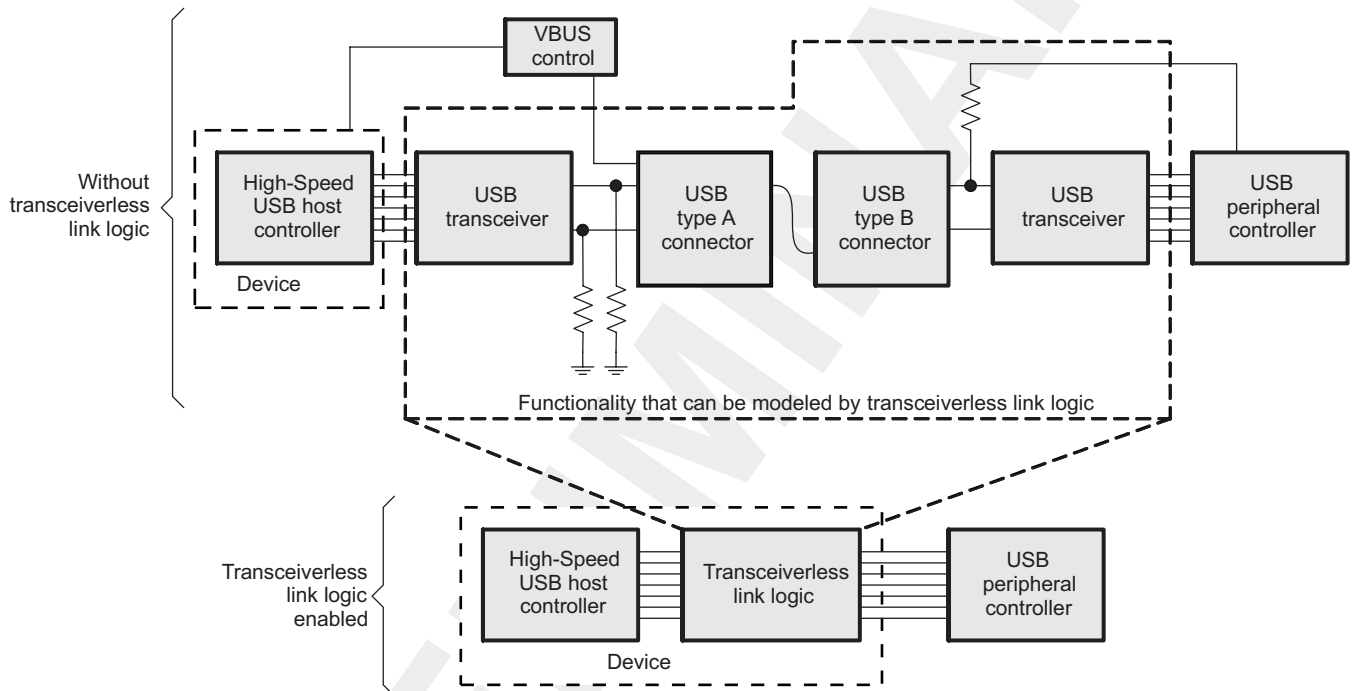 VBUS
control
Without
transceiverless
link logic
High-Speed
USB host
controller
Device
USB
transceiver
USB
type A
connector
USB
type B
connector
USB
transceiver
USB
peripheral
controller
Functionality that can be modeled by transceiverless link logic
Transceiverless
link logic
enabled
High-Speed
USB host
controller
Transceiverless
link logic
USB
peripheral
controller
Device